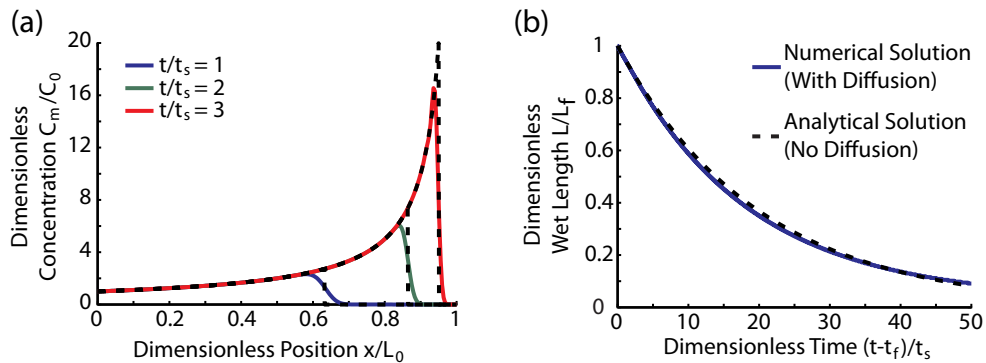 (a)
Dimensionless
Concentration C_m/C_0
20
16
12
8
4
0
t/t_s = 1
t/t_s = 2
t/t_s = 3
0
0.2
0.4
0.6
0.8
1
Dimensionless Position x/L_0
(b)
Dimensionless
Wet Length L/L_f
1
0.8
0.6
0.4
0.2
0
Numerical Solution
(With Diffusion)
Analytical Solution
(No Diffusion)
0
10
20
30
40
50
Dimensionless Time (t-t_f)/t_s